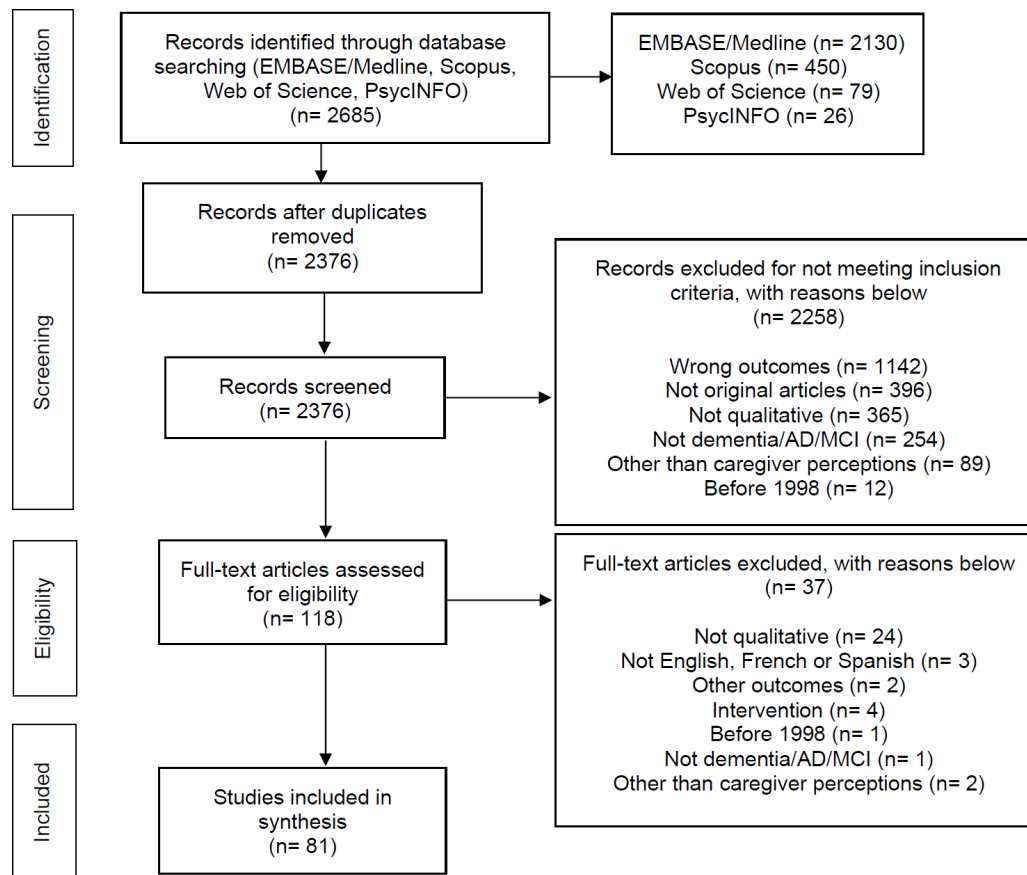 Identification
Records identified through database
searching (EMBASE/Medline, Scopus,
Web of Science, PsycINFO)
(n= 2685)
EMBASE/Medline (n= 2130)
Scopus (n= 450)
Web of Science (n= 79)
PsycINFO (n= 26)
Screening
Records after duplicates
removed
(n= 2376)
Records screened
(n= 2376)
Records excluded for not meeting inclusion
criteria, with reasons below
(n= 2258)
Wrong outcomes (n= 1142)
Not original articles (n= 396)
Not qualitative (n= 365)
Not dementia/AD/MCI (n= 254)
Other than caregiver perceptions (n= 89)
Before 1998 (n= 12)
Eligibility
Full-text articles assessed
for eligibility
(n= 118)
Full-text articles excluded, with reasons below
(n= 37)
Not qualitative (n= 24)
Not English, French or Spanish (n= 3)
Other outcomes (n= 2)
Intervention (n= 4)
Before 1998 (n= 1)
Not dementia/AD/MCI (n= 1)
Other than caregiver perceptions (n= 2)
Included
Studies included in
synthesis
(n= 81)